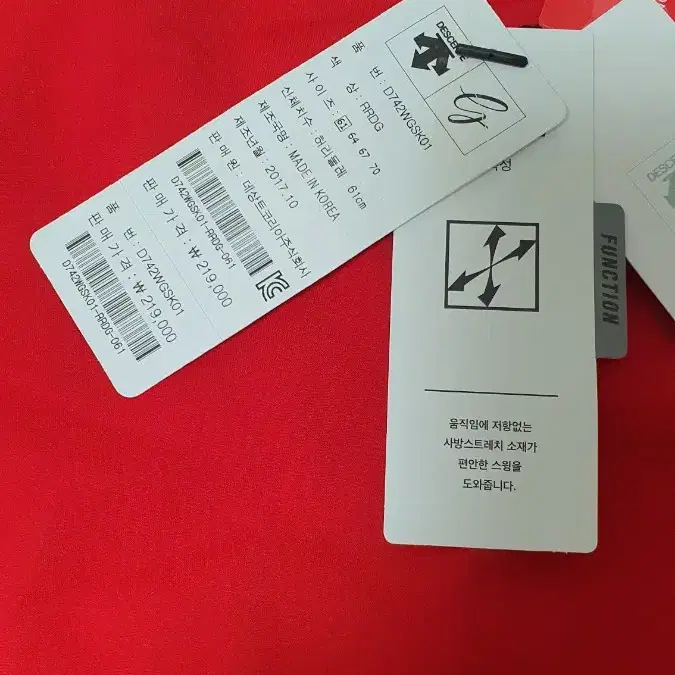 DESCENTE
품 번 : D742WGSK01
색 상 : RRDG
사 이 즈 : 61 64 67 70
신체치수 : 허리둘레 61cm
제조국명 : MADE IN KOREA
제조년월 : 2017.10
판 매 원 : 데상트코리아주식회사
D742WGSK01-RRDG-061
판 매 가 격 : ₩ 219,000
품 번 : D742WGSK01
판 매 가 격 : ₩ 219,000
D742WGSK01-RRDG-061
움직임에 저항없는
사방스트레치 소재가
편안한 스윙을
도와줍니다.
FUNCTION
DESCENTE